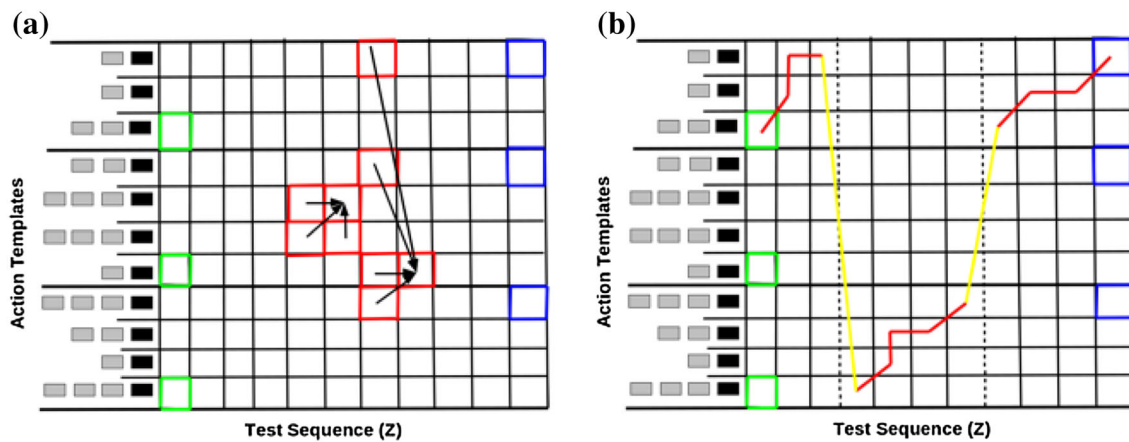 (a)
Action Templates
Test Sequence (Z)
(b)
Action Templates
Test Sequence (Z)